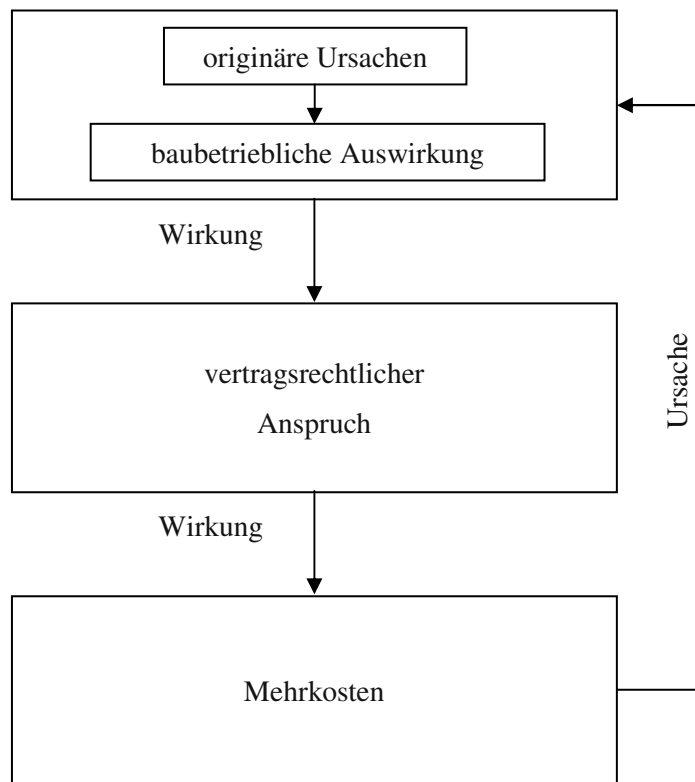 originäre Ursachen
baubetriebliche Auswirkung
Wirkung
vertragsrechtlicher
Anspruch
Ursache
Wirkung
Mehrkosten